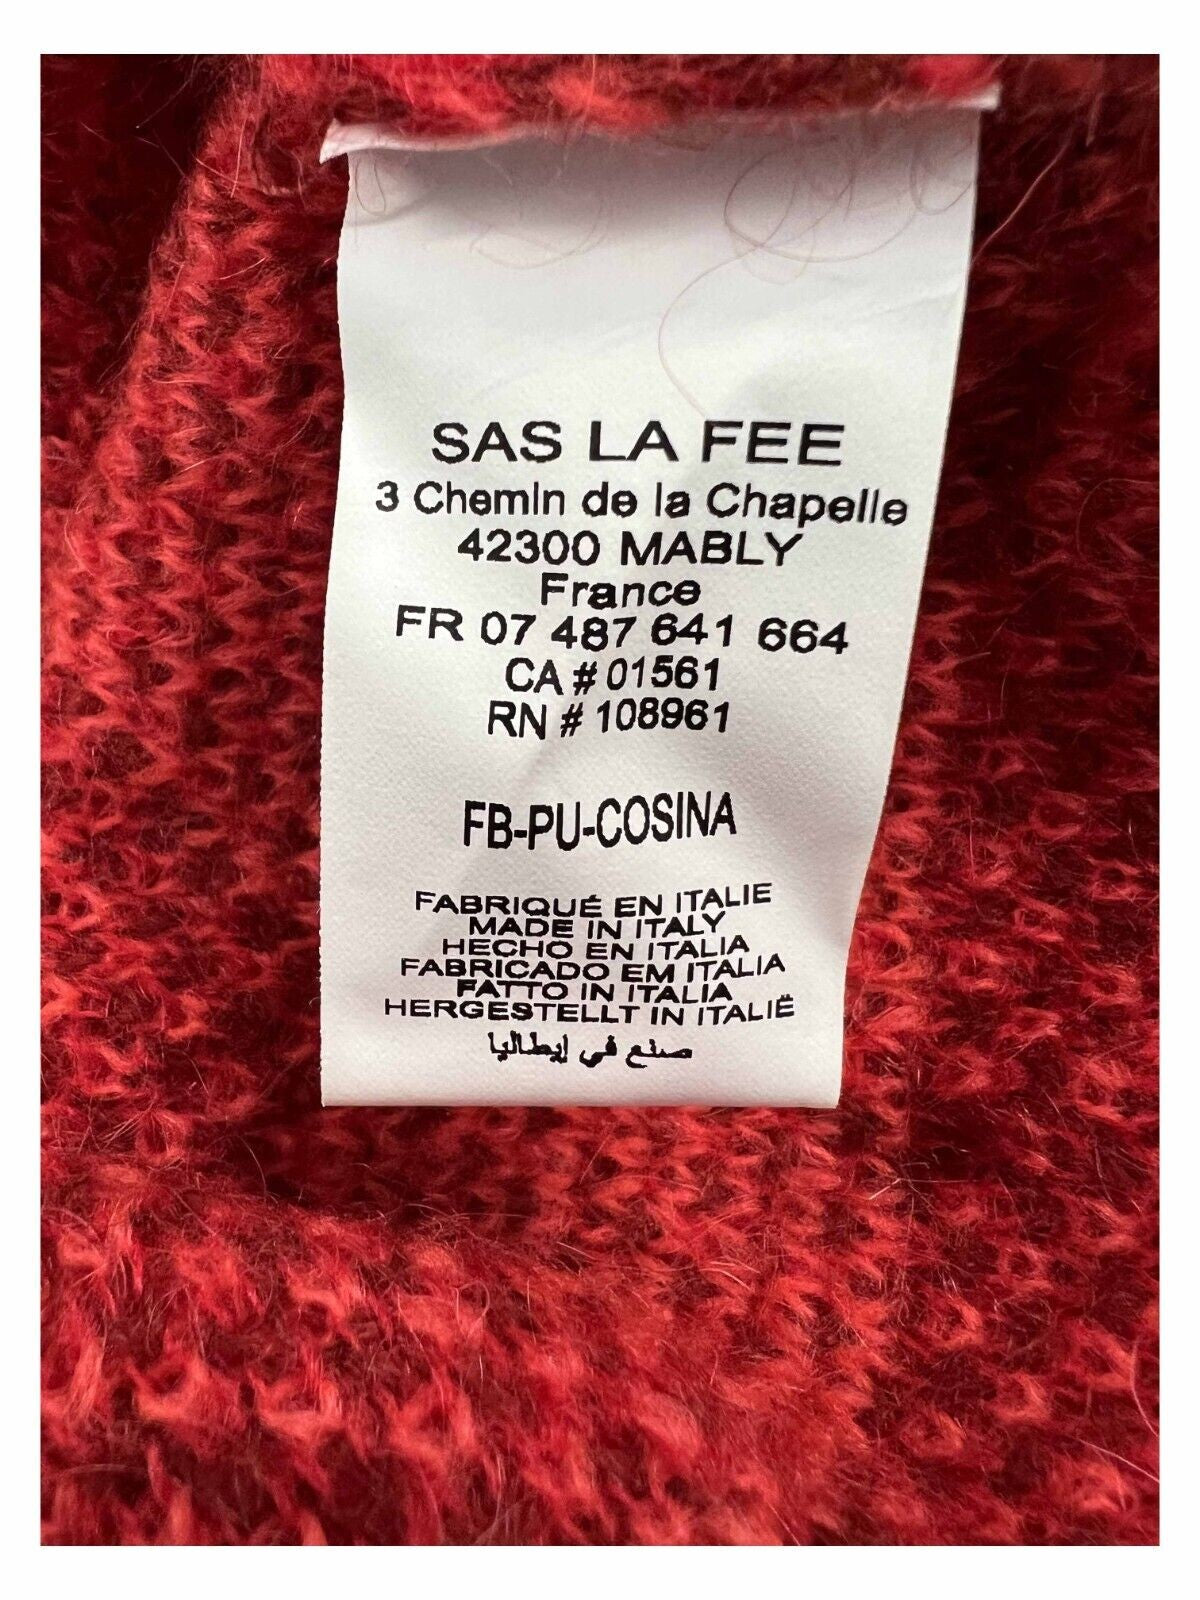 SAS LA FEE
3 Chemin de la Chapelle
42300 MABLY
France
FR 07 487 641 664
CA # 01561
RN # 108961
FB-PU-COSINA
FABRIQUÉ EN ITALIE
MADE IN ITALY
HECHO EN ITALIA
FABRICADO EM ITALIA
FATTO IN ITALIA
HERGESTELLT IN ITALIË
صنع في إيطاليا